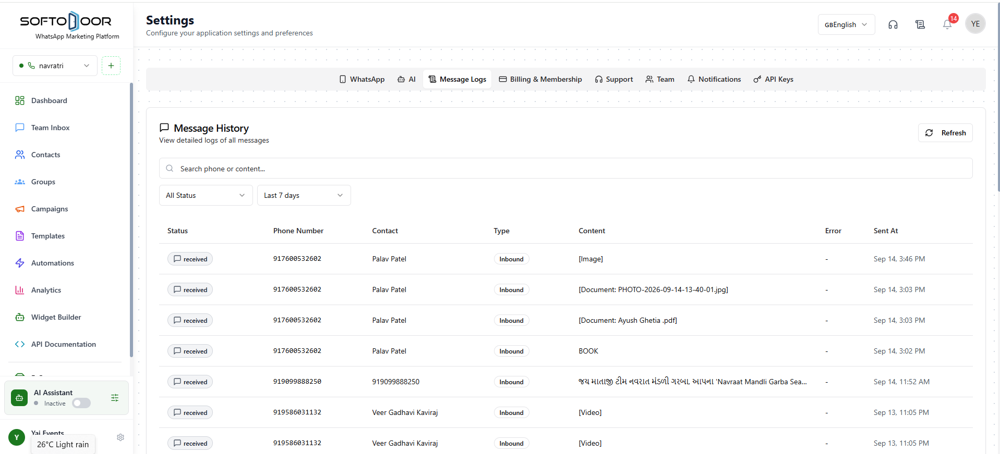 SOFTODOOR
WhatsApp Marketing Platform
Settings
Configure your application settings and preferences
GBEnglish
14
YE
navratri
+
WhatsApp
AI
Message Logs
Billing & Membership
Support
Team
Notifications
API Keys
Dashboard
Team Inbox
Contacts
Groups
Campaigns
Templates
Automations
Analytics
Widget Builder
API Documentation
AI Assistant
Inactive
Y
Yai Events
26°C Light rain
Message History
View detailed logs of all messages
Refresh
Search phone or content...
All Status
Last 7 days
Status Phone Number Contact Type Content Error Sent At
received 917600532602 Palav Patel Inbound [Image] - Sep 14, 3:46 PM
received 917600532602 Palav Patel Inbound [Document: PHOTO-2026-09-14-13-40-01.jpg] - Sep 14, 3:03 PM
received 917600532602 Palav Patel Inbound [Document: Ayush Ghetia .pdf] - Sep 14, 3:03 PM
received 917600532602 Palav Patel Inbound BOOK - Sep 14, 3:02 PM
received 919099888250 919099888250 Inbound જય માતાજી ટીમ નવરાત મંડળી ગરબા, આપના 'Navraat Mandli Garba Sea... - Sep 14, 11:52 AM
received 919586031132 Veer Gadhavi Kaviraj Inbound [Video] - Sep 13, 11:05 PM
received 919586031132 Veer Gadhavi Kaviraj Inbound [Video] - Sep 13, 11:05 PM